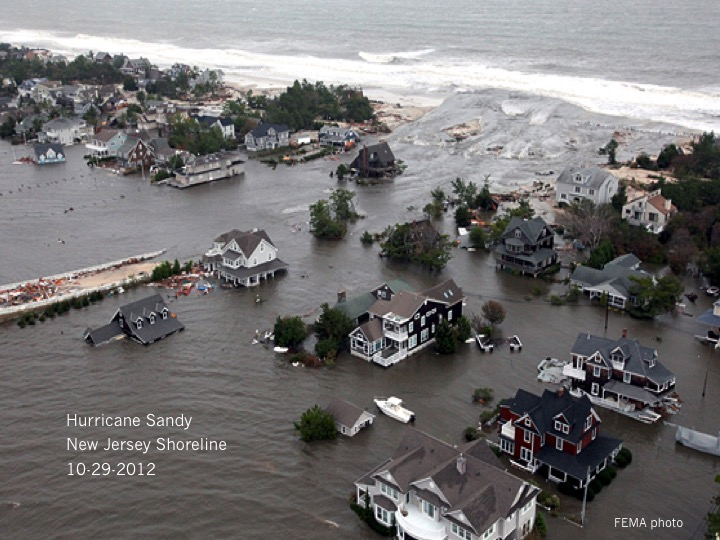 Hurricane Sandy
New Jersey Shoreline
10-29-2012
FEMA photo